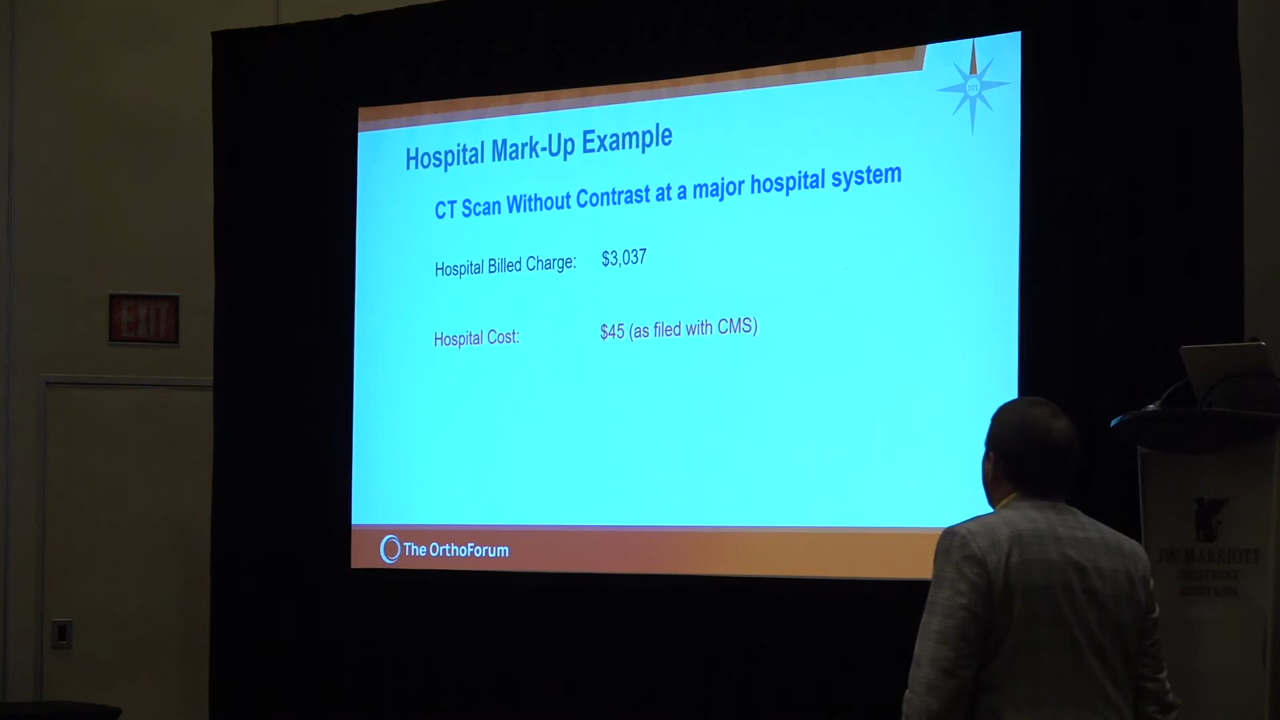 Hospital Mark-Up Example
CT Scan Without Contrast at a major hospital system
Hospital Billed Charge: $3,037
Hospital Cost: $45 (as filed with CMS)
The OrthoForum
EXIT
JW MARRIOTT